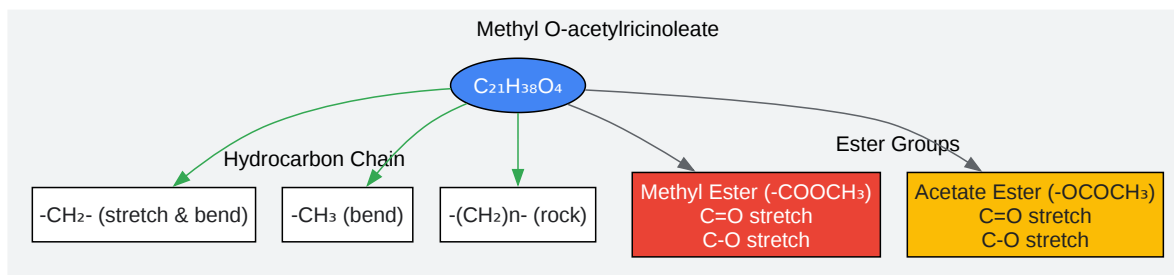 Methyl O-acetylricinoleate
C₂₁H₃₈O₄
Hydrocarbon Chain
Ester Groups
-CH₂- (stretch & bend)
-CH₃ (bend)
-(CH₂)n- (rock)
Methyl Ester (-COOCH₃)
C=O stretch
C-O stretch
Acetate Ester (-OCOCH₃)
C=O stretch
C-O stretch